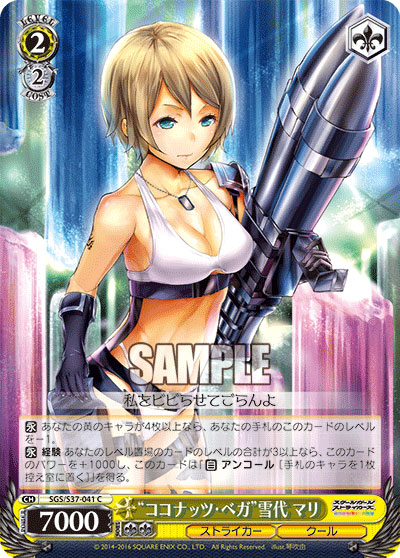 LEVEL
2
2
COST
SAMPLE
私をビビらせてごらんよ
永 あなたの黄のキャラが4枚以上なら、あなたの手札のこのカードのレベル
を－1。
永 経験 あなたのレベル置場のカードのレベルの合計が3以上なら、このカード
のパワーを＋1000し、このカードは『自 アンコール ［手札のキャラを1枚
控え室に置く］』を得る。
CH SGS/S37-041 C
POWER
7000
“ココナッツ・ベガ”雪代 マリ
スクールガール
ストライカーズ
ストライカー
クール
©2014-2016 SQUARE ENIX CO., LTD. All Rights Reserved. illust.琴吹由